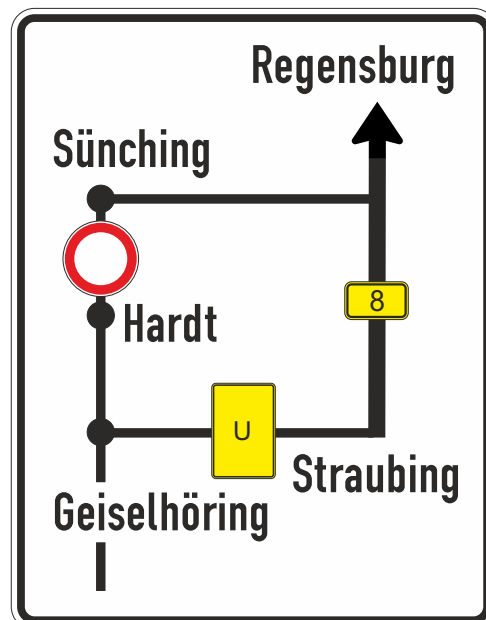 Regensburg
Sünching
8
Hardt
U
Straubing
Geiselhöring